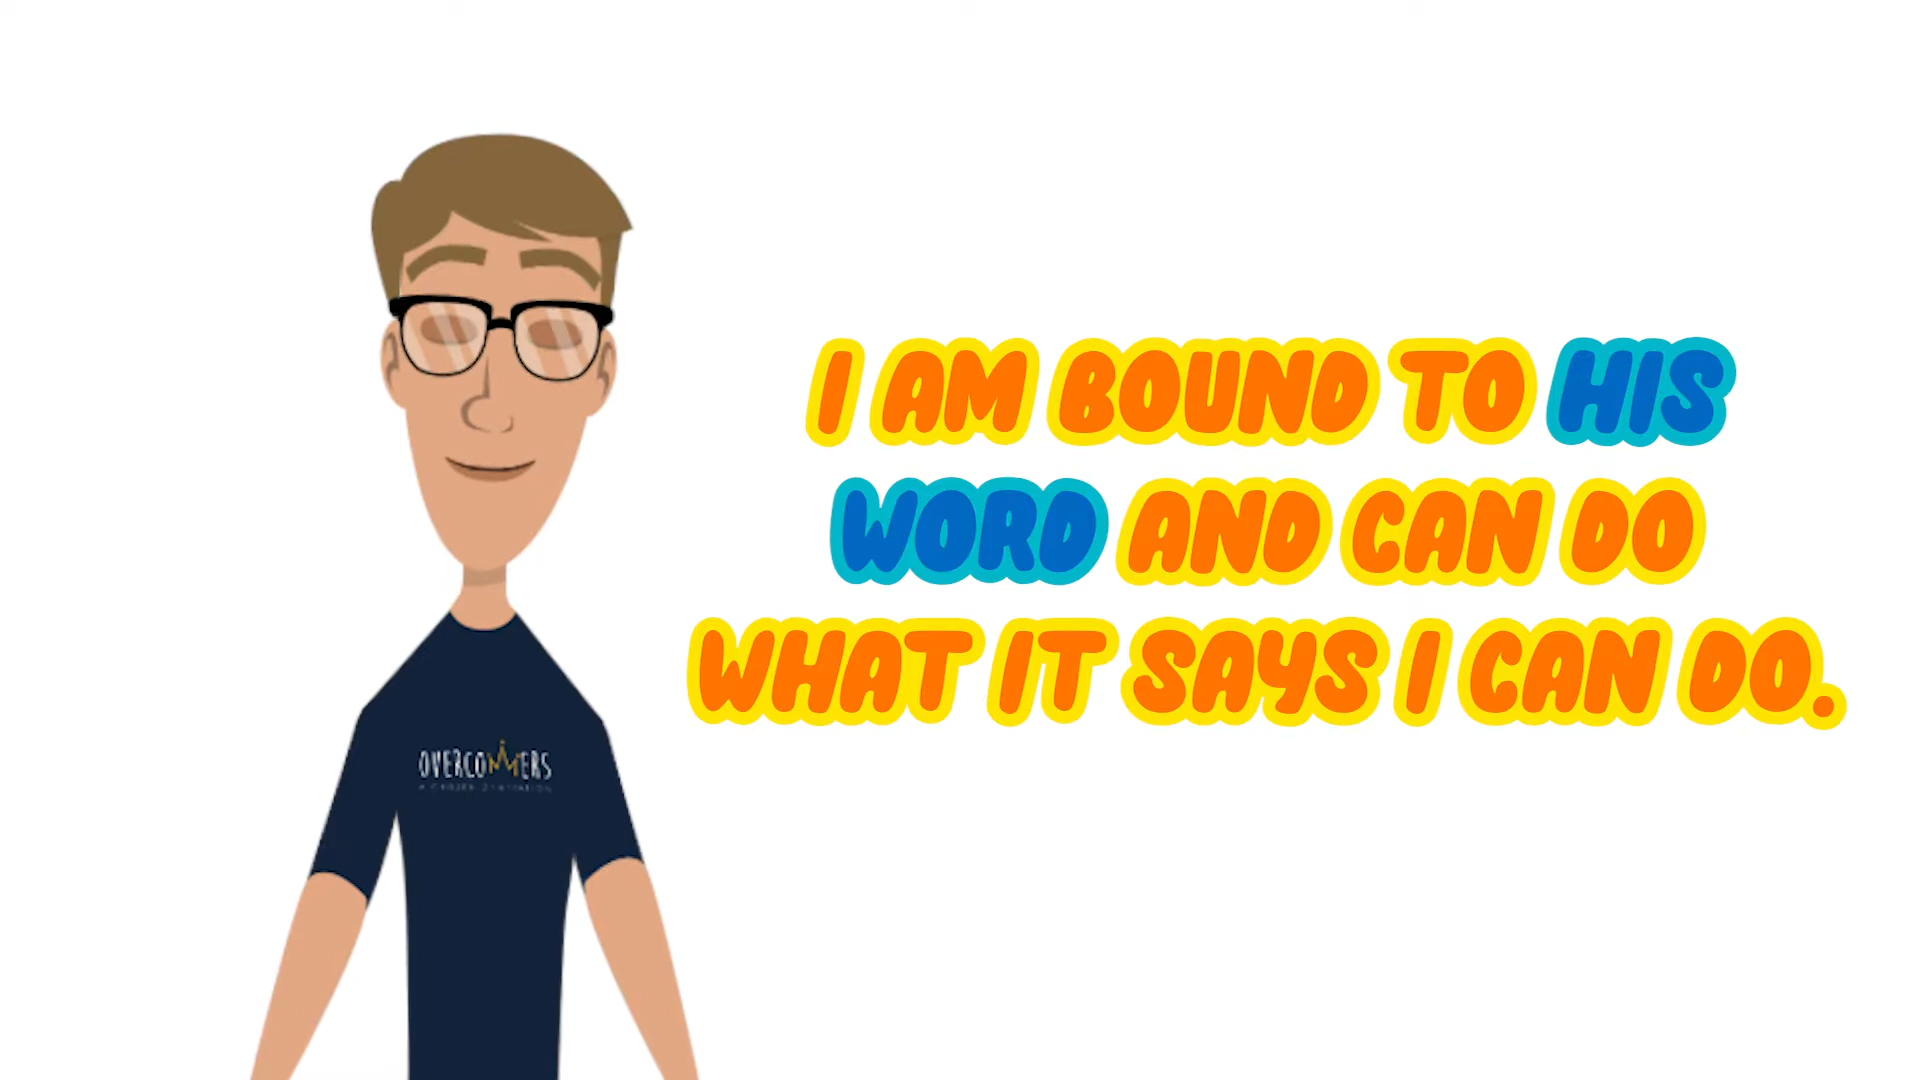 I AM BOUND TO HIS
WORD AND CAN DO
WHAT IT SAYS I CAN DO.
OVERCOMERS